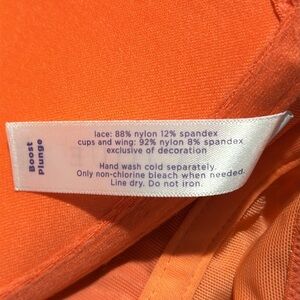 Boost
Plunge
lace: 88% nylon 12% spandex
cups and wing: 92% nylon 8% spandex
exclusive of decoration
Hand wash cold separately.
Only non-chlorine bleach when needed.
Line dry. Do not iron.